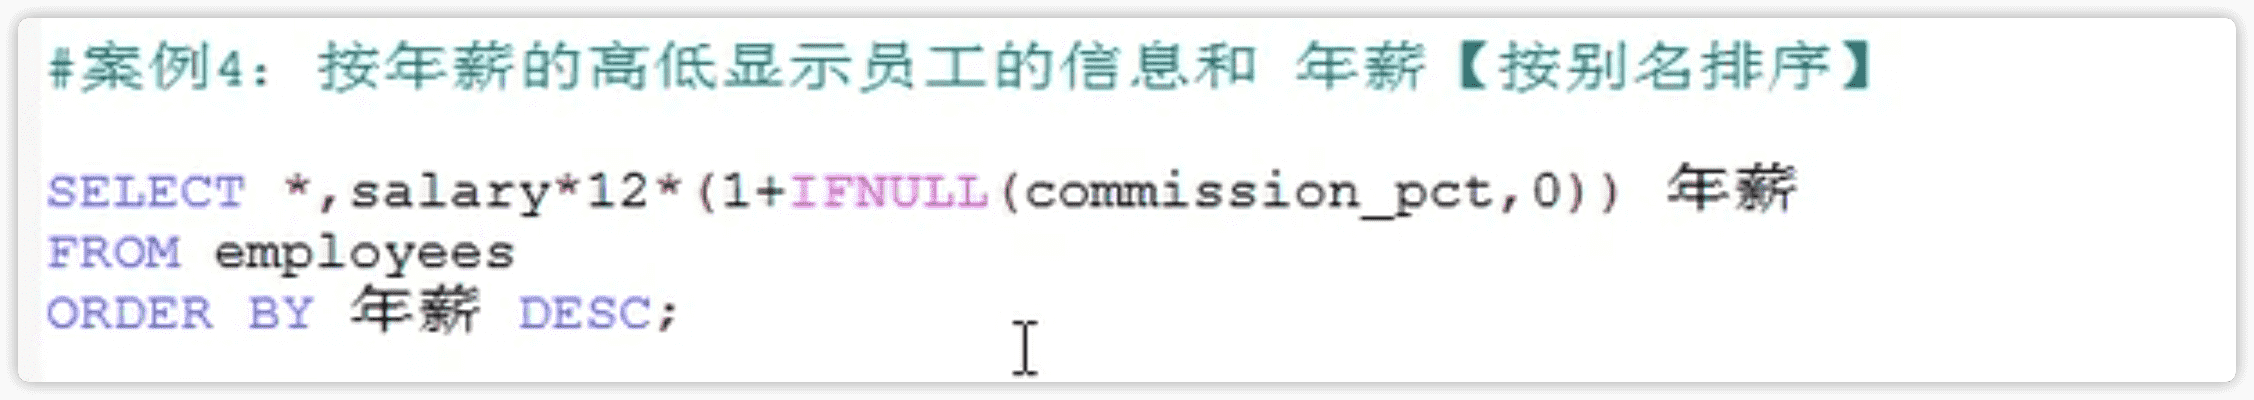 #案例4：按年薪的高低显示员工的信息和 年薪【按别名排序】
SELECT *,salary*12*(1+IFNULL(commission_pct,0)) 年薪
FROM employees
ORDER BY 年薪 DESC;